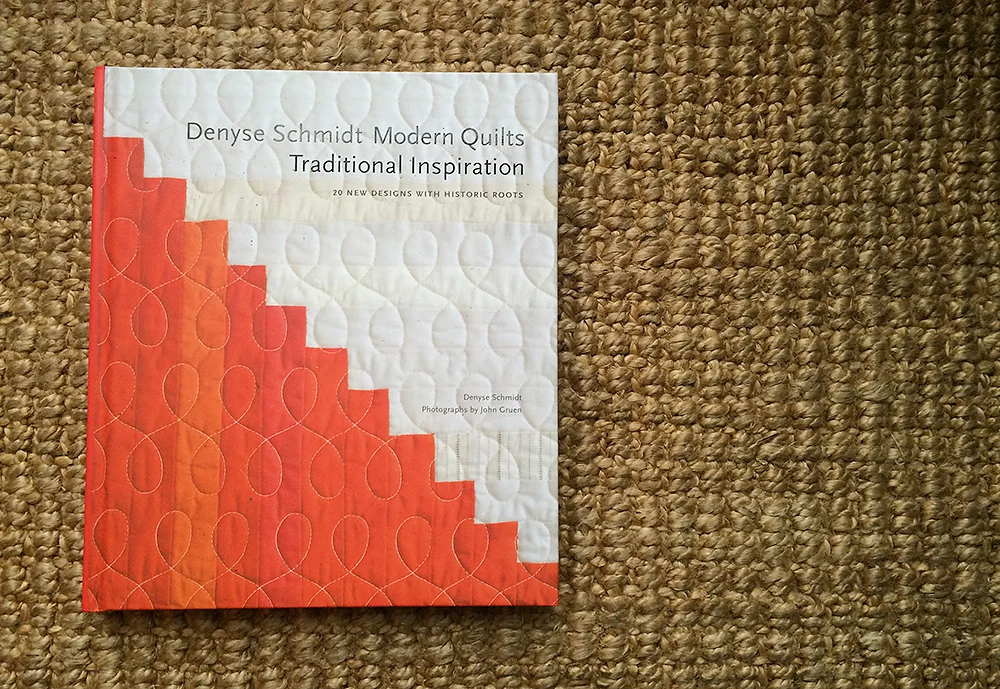 Denyse Schmidt Modern Quilts
Traditional Inspiration
20 NEW DESIGNS WITH HISTORIC ROOTS
Denyse Schmidt
Photographs by John Gruen